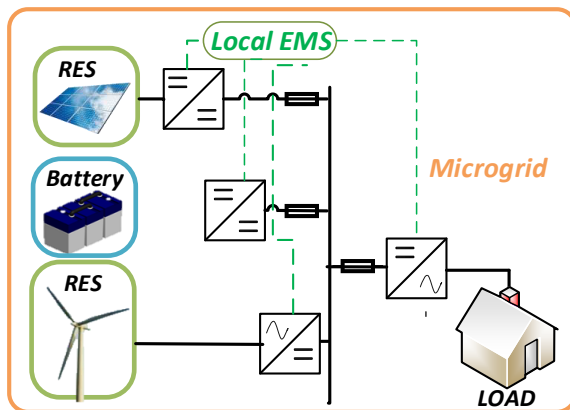 Local EMS
RES
Battery
Microgrid
RES
LOAD